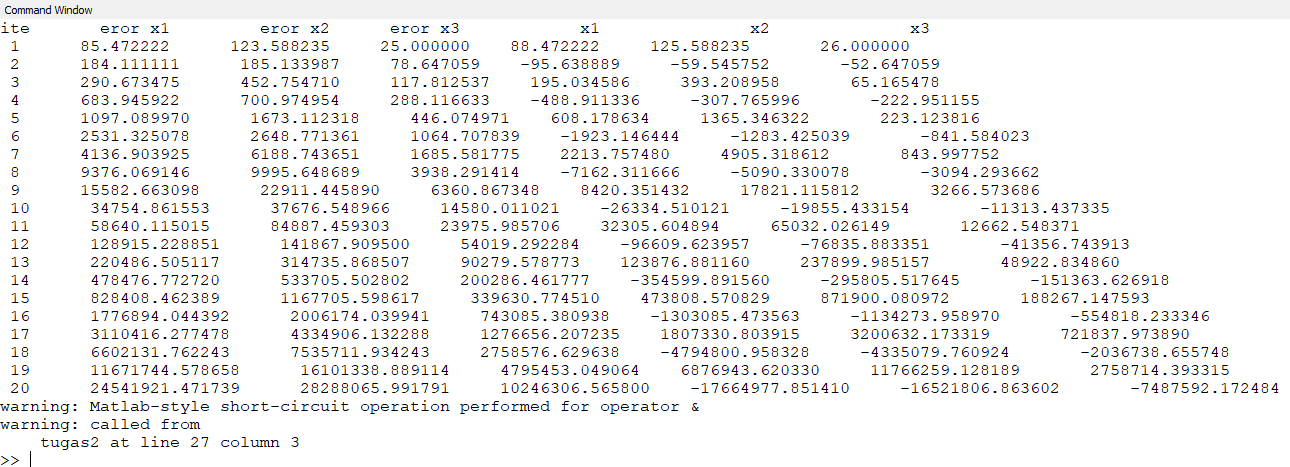 Command Window
ite eror x1 eror x2 eror x3 x1 x2 x3
1 85.472222 123.588235 25.000000 88.472222 125.588235 26.000000
2 184.111111 185.133987 78.647059 -95.638889 -59.545752 -52.647059
3 290.673475 452.754710 117.812537 195.034586 393.208958 65.165478
4 683.945922 700.974954 288.116633 -488.911336 -307.765996 -222.951155
5 1097.089970 1673.112318 446.074971 608.178634 1365.346322 223.123816
6 2531.325078 2648.771361 1064.707839 -1923.146444 -1283.425039 -841.584023
7 4136.903925 6188.743651 1685.581775 2213.757480 4905.318612 843.997752
8 9376.069146 9995.648689 3938.291414 -7162.311666 -5090.330078 -3094.293662
9 15582.663098 22911.445890 6360.867348 8420.351432 17821.115812 3266.573686
10 34754.861553 37676.548966 14580.011021 -26334.510121 -19855.433154 -11313.437335
11 58640.115015 84887.459303 23975.985706 32305.604894 65032.026149 12662.548371
12 128915.228851 141867.909500 54019.292284 -96609.623957 -76835.883351 -41356.743913
13 220486.505117 314735.868507 90279.578773 123876.881160 237899.985157 48922.834860
14 478476.772720 533705.502802 200286.461777 -354599.891560 -295805.517645 -151363.626918
15 828408.462389 1167705.598617 339630.774510 473808.570829 871900.080972 188267.147593
16 1776894.044392 2006174.039941 743085.380938 -1303085.473563 -1134273.958970 -554818.233346
17 3110416.277478 4334906.132288 1276656.207235 1807330.803915 3200632.173319 721837.973890
18 6602131.762243 7535711.934243 2758576.629638 -4794800.958328 -4335079.760924 -2036738.655748
19 11671744.578658 16101338.889114 4795453.049064 6876943.620330 11766259.128189 2758714.393315
20 24541921.471739 28288065.991791 10246306.565800 -17664977.851410 -16521806.863602 -7487592.172484
warning: Matlab-style short-circuit operation performed for operator &
warning: called from
tugas2 at line 27 column 3
>>